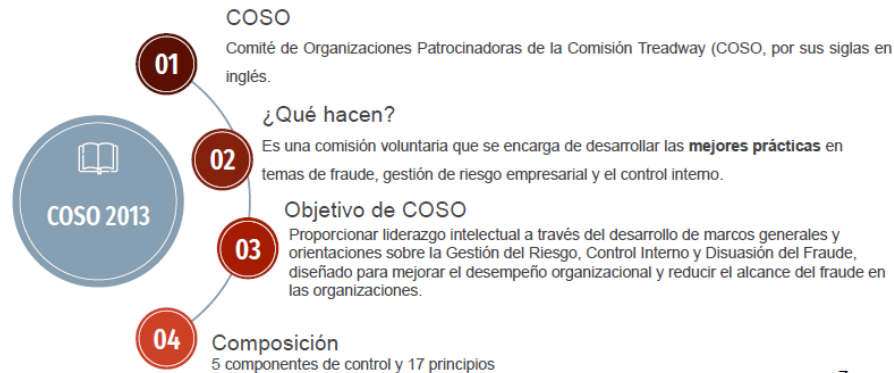 COSO
Comité de Organizaciones Patrocinadoras de la Comisión Treadway (COSO, por sus siglas en
inglés.
01
¿Qué hacen?
Es una comisión voluntaria que se encarga de desarrollar las mejores prácticas en
temas de fraude, gestión de riesgo empresarial y el control interno.
02
COSO 2013
Objetivo de COSO
Proporcionar liderazgo intelectual a través del desarrollo de marcos generales y
orientaciones sobre la Gestión del Riesgo, Control Interno y Disuasión del Fraude,
diseñado para mejorar el desempeño organizacional y reducir el alcance del fraude en
las organizaciones.
03
04
Composición
5 componentes de control y 17 principios